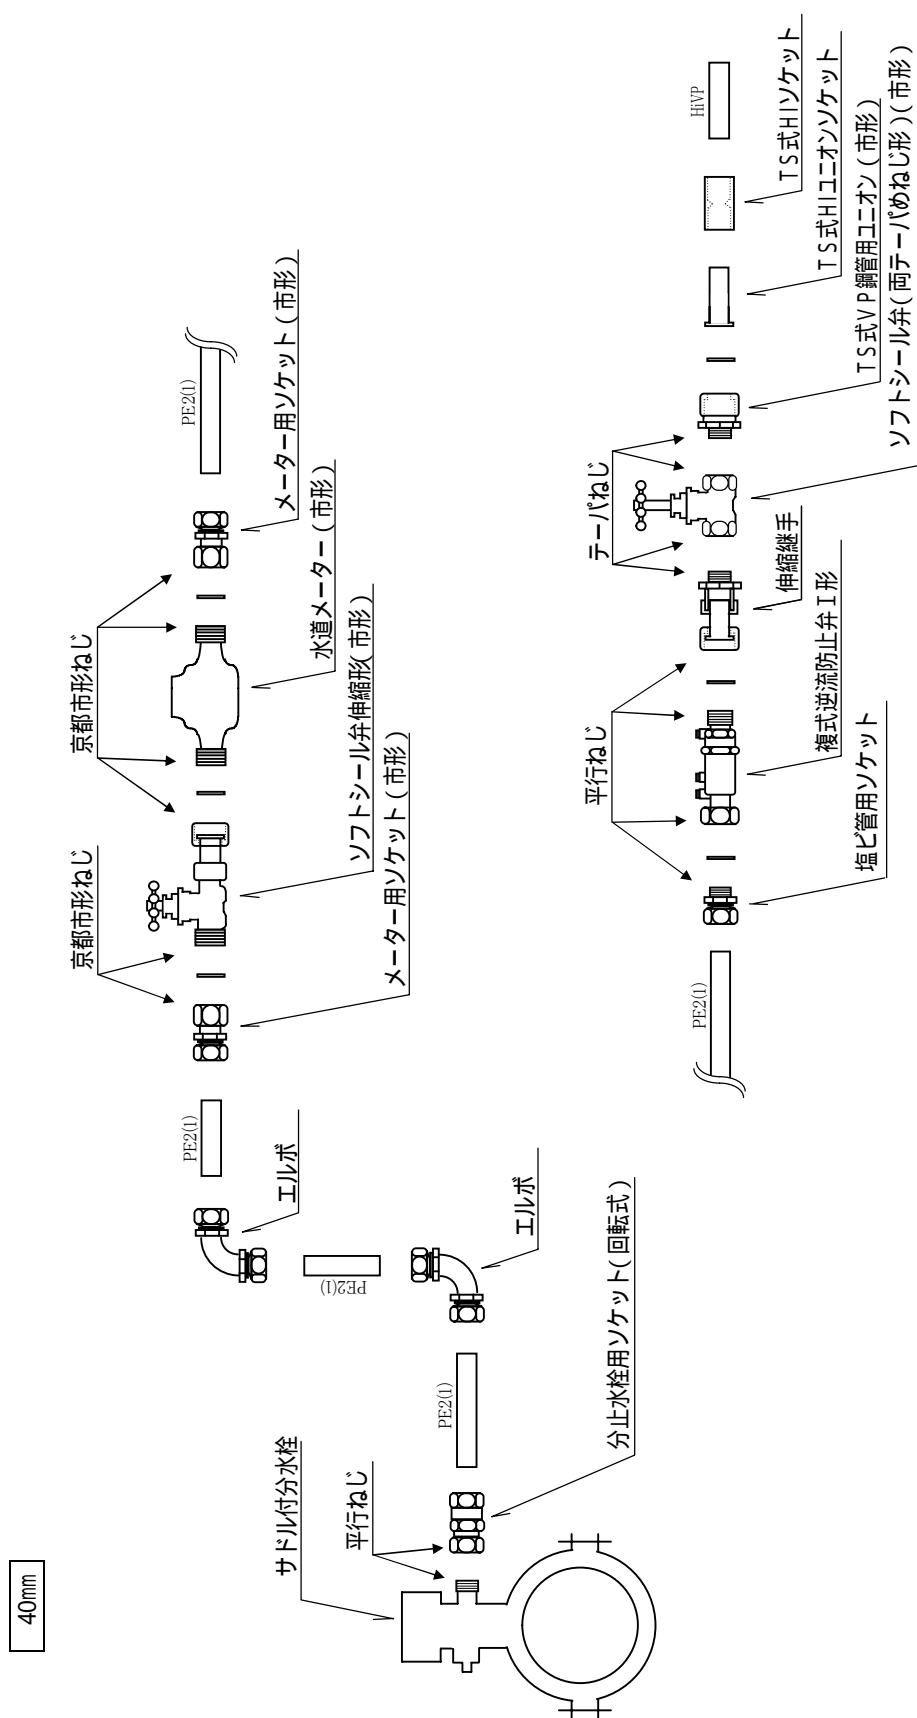 40mm
サドル付分水栓
平行ねじ
分止水栓用ソケット(回転式)
PE2(1)
エルボ
PE2(1)
エルボ
PE2(1)
メーター用ソケット(市形)
京都市形ねじ
ソフトシール弁伸縮形(市形)
京都市形ねじ
水道メーター(市形)
メーター用ソケット(市形)
PE2(1)
PE2(1)
塩ビ管用ソケット
平行ねじ
複式逆流防止弁I形
伸縮継手
テーパねじ
ソフトシール弁(両テーパめねじ形)(市形)
TS式VP鋼管用ユニオン(市形)
TS式HIユニオンソケット
TS式HIソケット
HiVP